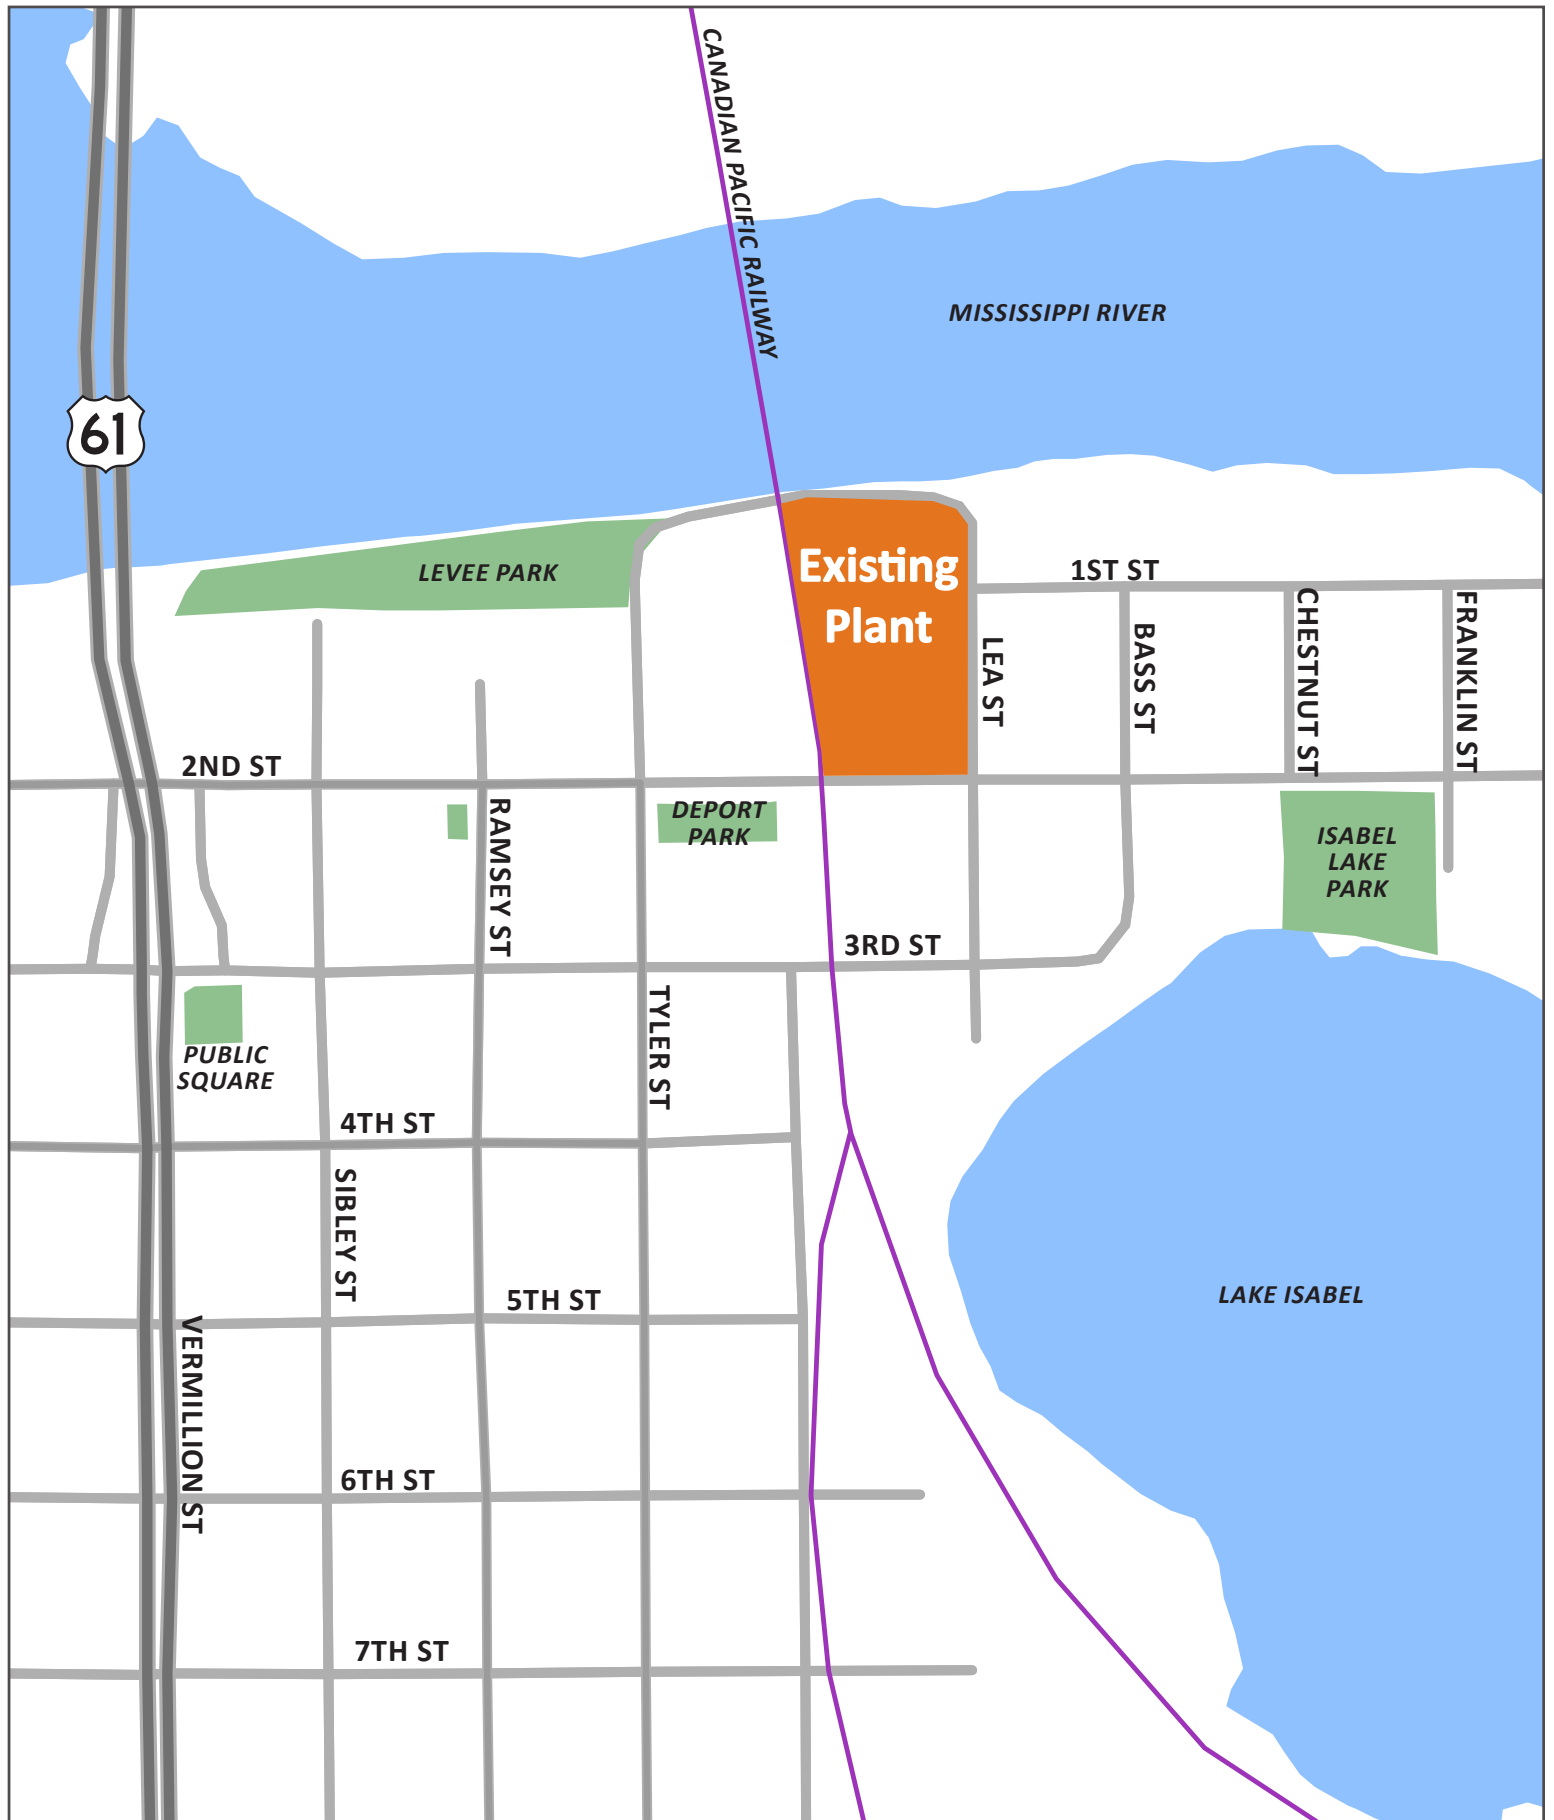 CANADIAN PACIFIC RAILWAY
MISSISSIPPI RIVER
61
LEVEE PARK
Existing
Plant
1ST ST
LEA ST
BASS ST
CHESTNUT ST
FRANKLIN ST
2ND ST
RAMSEY ST
DEPORT
PARK
ISABEL
LAKE
PARK
3RD ST
TYLER ST
PUBLIC
SQUARE
4TH ST
SIBLEY ST
5TH ST
LAKE ISABEL
VERMILLION ST
6TH ST
7TH ST